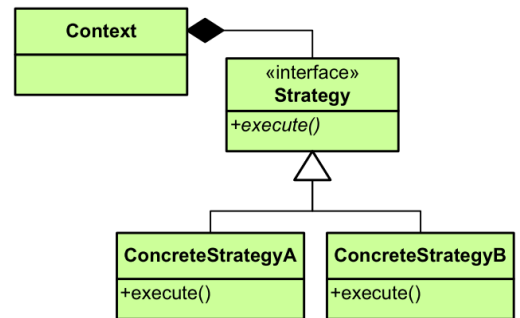 Context
«interface»
Strategy
+execute()
ConcreteStrategyA
+execute()
ConcreteStrategyB
+execute()